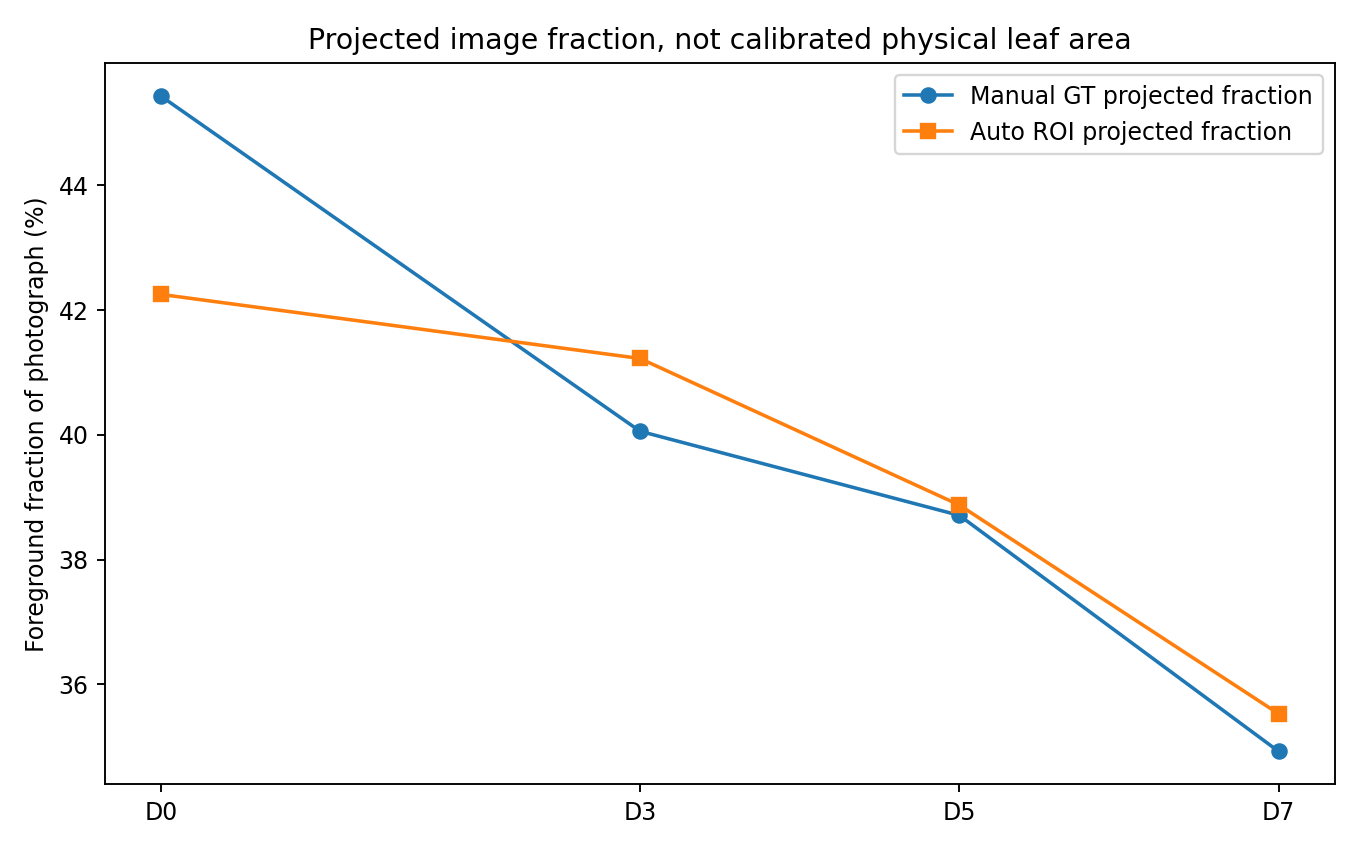 Projected image fraction, not calibrated physical leaf area
Manual GT projected fraction
Auto ROI projected fraction
Foreground fraction of photograph (%)
44
42
40
38
36
D0
D3
D5
D7